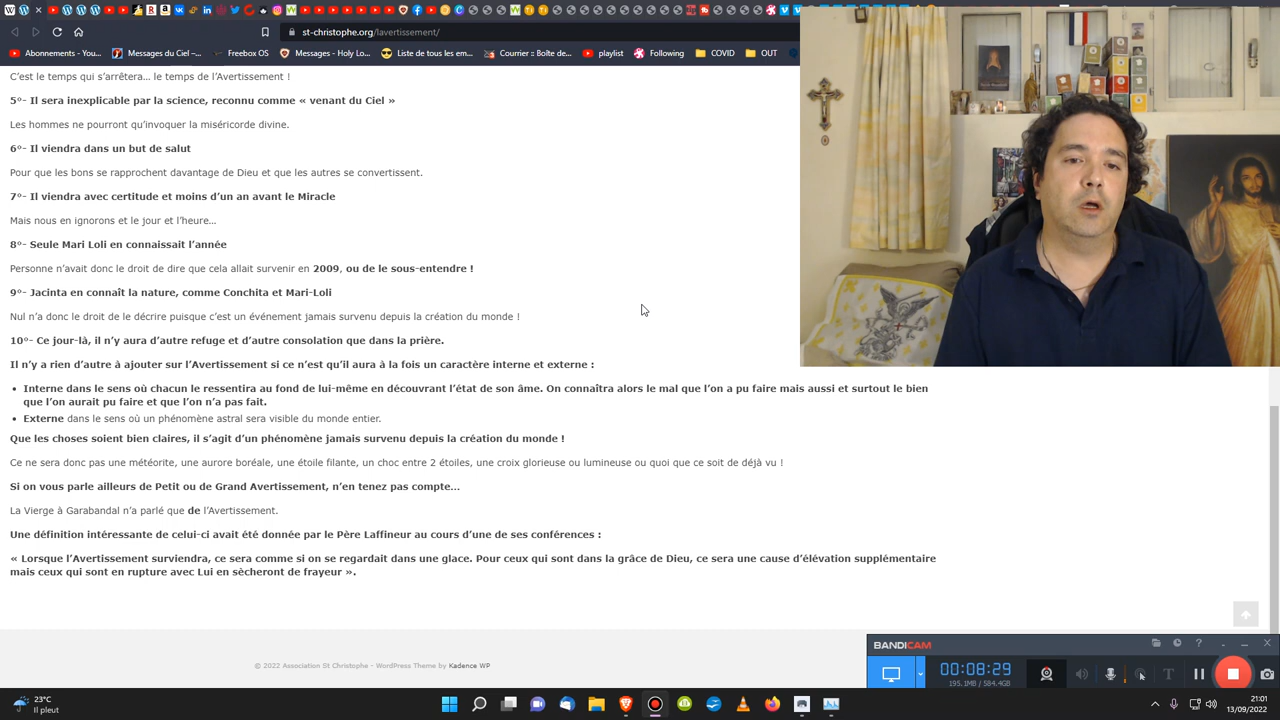 st-christophe.org/lavertissement/
Abonnements - You... Messages du Ciel –... Freebox OS Messages - Holy Lo... Liste de tous les em... Courrier :: Boîte de... playlist Following COVID OUT
C’est le temps qui s’arrêtera… le temps de l’Avertissement !
5°- Il sera inexplicable par la science, reconnu comme « venant du Ciel »
Les hommes ne pourront qu’invoquer la miséricorde divine.
6°- Il viendra dans un but de salut
Pour que les bons se rapprochent davantage de Dieu et que les autres se convertissent.
7°- Il viendra avec certitude et moins d’un an avant le Miracle
Mais nous en ignorons et le jour et l’heure…
8°- Seule Mari Loli en connaissait l’année
Personne n’avait donc le droit de dire que cela allait survenir en 2009, ou de le sous-entendre !
9°- Jacinta en connaît la nature, comme Conchita et Mari-Loli
Nul n’a donc le droit de le décrire puisque c’est un événement jamais survenu depuis la création du monde !
10°- Ce jour-là, il n’y aura d’autre refuge et d’autre consolation que dans la prière.
Il n’y a rien d’autre à ajouter sur l’Avertissement si ce n’est qu’il aura à la fois un caractère interne et externe :
• Interne dans le sens où chacun le ressentira au fond de lui-même en découvrant l’état de son âme. On connaîtra alors le mal que l’on a pu faire mais aussi et surtout le bien
que l’on aurait pu faire et que l’on n’a pas fait.
• Externe dans le sens où un phénomène astral sera visible du monde entier.
Que les choses soient bien claires, il s’agit d’un phénomène jamais survenu depuis la création du monde !
Ce ne sera donc pas une météorite, une aurore boréale, une étoile filante, un choc entre 2 étoiles, une croix glorieuse ou lumineuse ou quoi que ce soit de déjà vu !
Si on vous parle ailleurs de Petit ou de Grand Avertissement, n’en tenez pas compte…
La Vierge à Garabandal n’a parlé que de l’Avertissement.
Une définition intéressante de celui-ci avait été donnée par le Père Laffineur au cours d’une de ses conférences :
« Lorsque l’Avertissement surviendra, ce sera comme si on se regardait dans une glace. Pour ceux qui sont dans la grâce de Dieu, ce sera une cause d’élévation supplémentaire
mais ceux qui sont en rupture avec Lui en sècheront de frayeur ».
© 2022 Association St Christophe - WordPress Theme by Kadence WP
BANDICAM
00:08:29
195.1MB / 584.4GB
23°C
Il pleut
21:01
13/09/2022